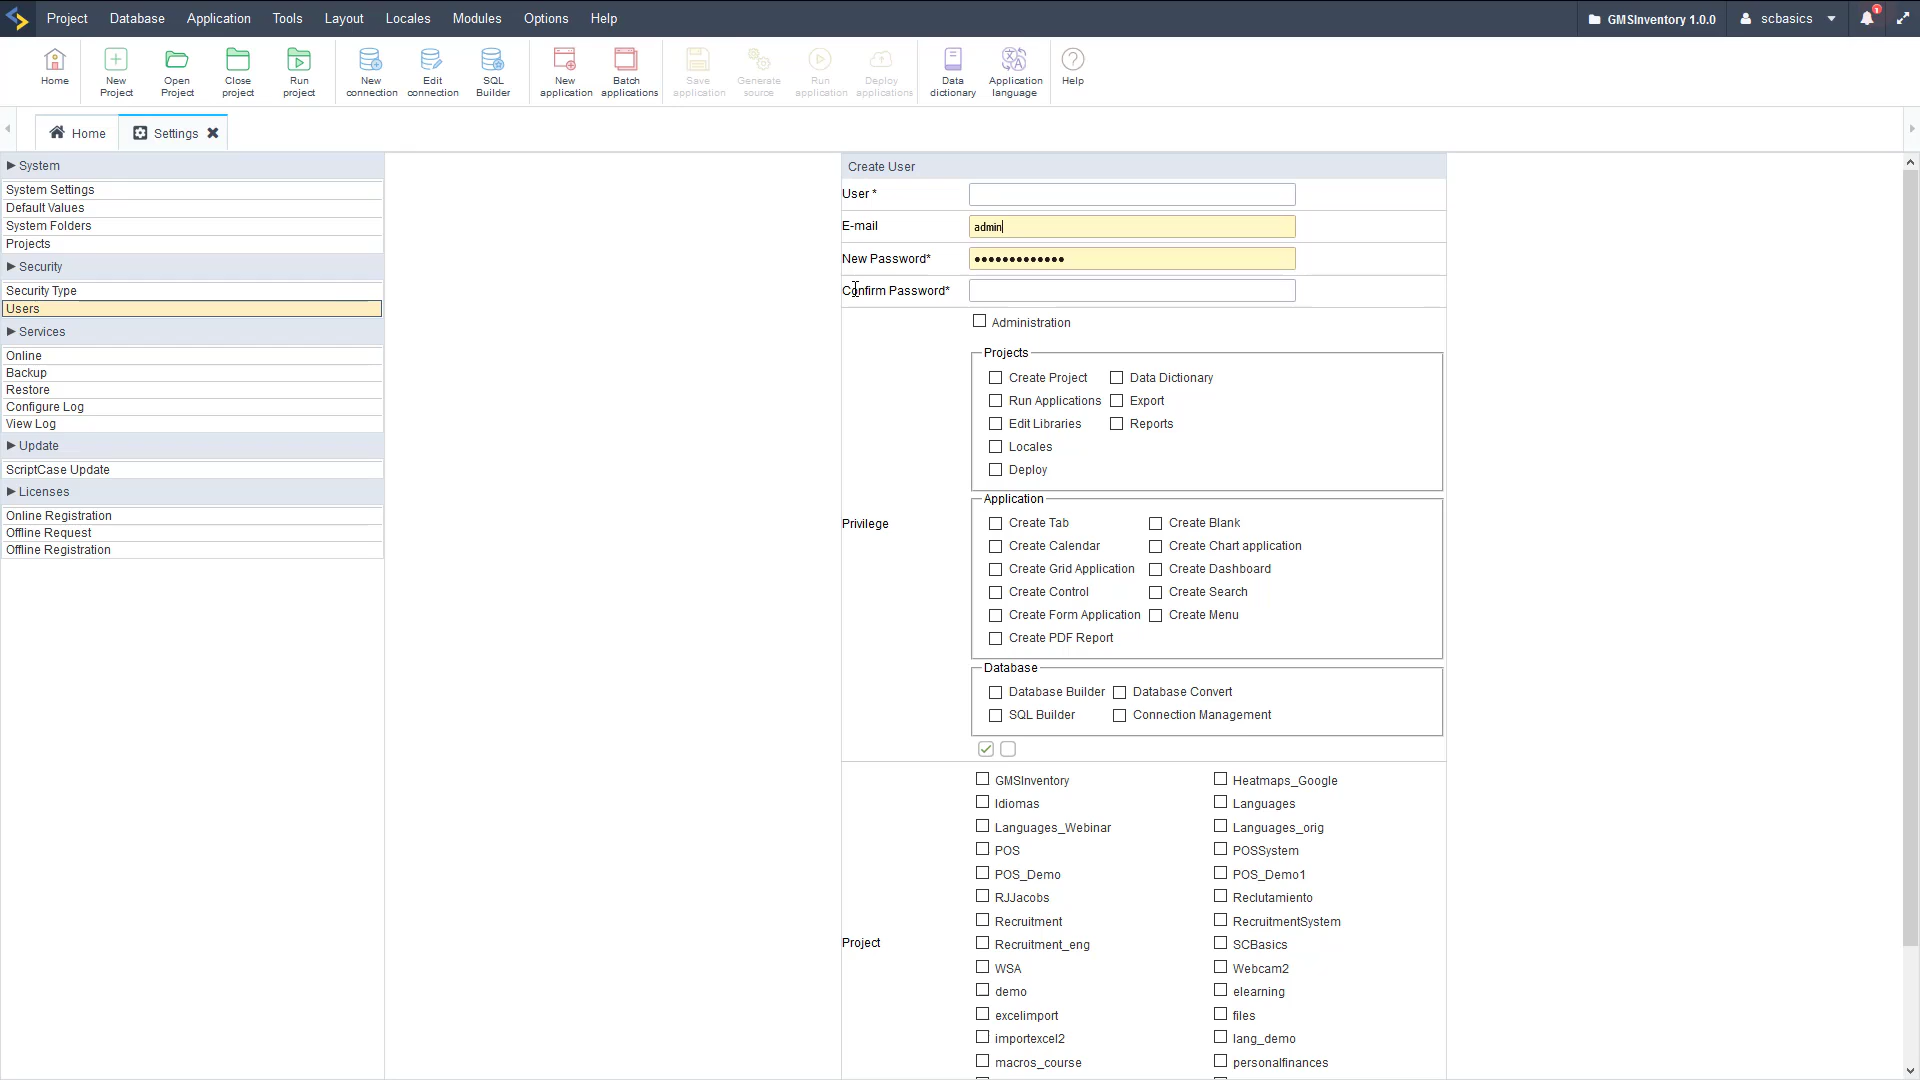 Project Database Application Tools Layout Locales Modules Options Help GMSInventory 1.0.0 scbasics 1
Home
New Project
Open Project
Close project
Run project
New connection
Edit connection
SQL Builder
New application
Batch applications
Save application
Generate source
Run application
Deploy applications
Data dictionary
Application language
Help
Home Settings
System
System Settings
Default Values
System Folders
Projects
Security
Security Type
Users
Services
Online
Backup
Restore
Configure Log
View Log
Update
ScriptCase Update
Licenses
Online Registration
Offline Request
Offline Registration
Create User
User *
E-mail admin
New Password* •••••••••••••
Confirm Password*
Privilege
Administration
Projects
Create Project Data Dictionary
Run Applications Export
Edit Libraries Reports
Locales
Deploy
Application
Create Tab Create Blank
Create Calendar Create Chart application
Create Grid Application Create Dashboard
Create Control Create Search
Create Form Application Create Menu
Create PDF Report
Database
Database Builder Database Convert
SQL Builder Connection Management
Project
GMSInventory Heatmaps_Google
Idiomas Languages
Languages_Webinar Languages_orig
POS POSSystem
POS_Demo POS_Demo1
RJJacobs Reclutamiento
Recruitment RecruitmentSystem
Recruitment_eng SCBasics
WSA Webcam2
demo elearning
excelimport files
importexcel2 lang_demo
macros_course personalfinances